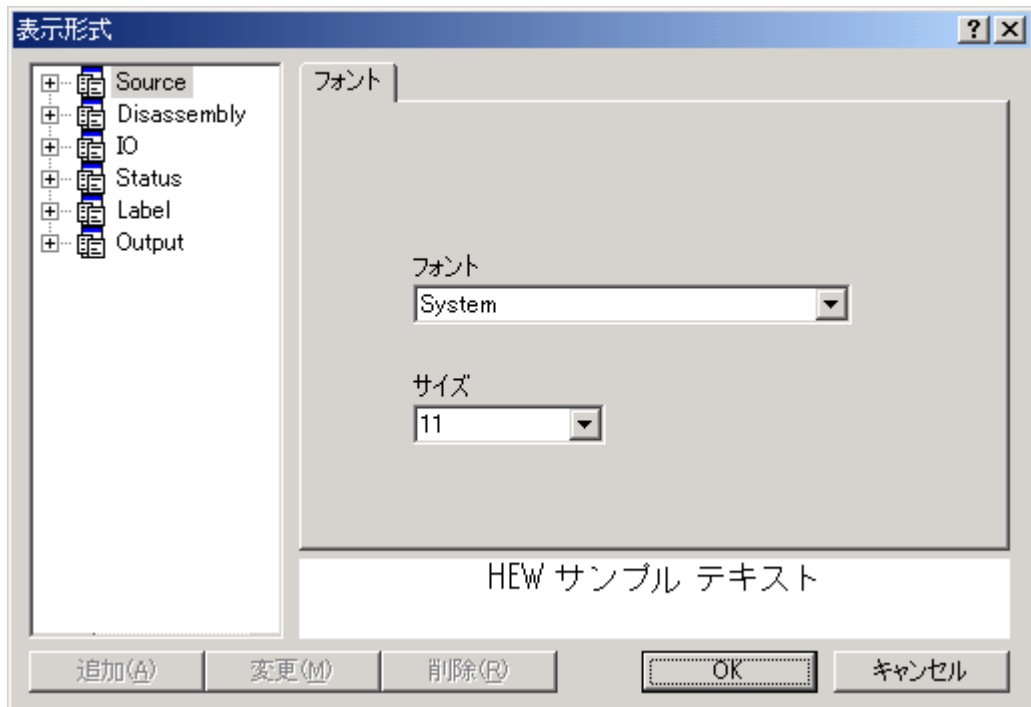 表示形式
Source
Disassembly
IO
Status
Label
Output
フォント
フォント
System
サイズ
11
HEW サンプル テキスト
追加(A) 変更(M) 削除(R) OK キャンセル